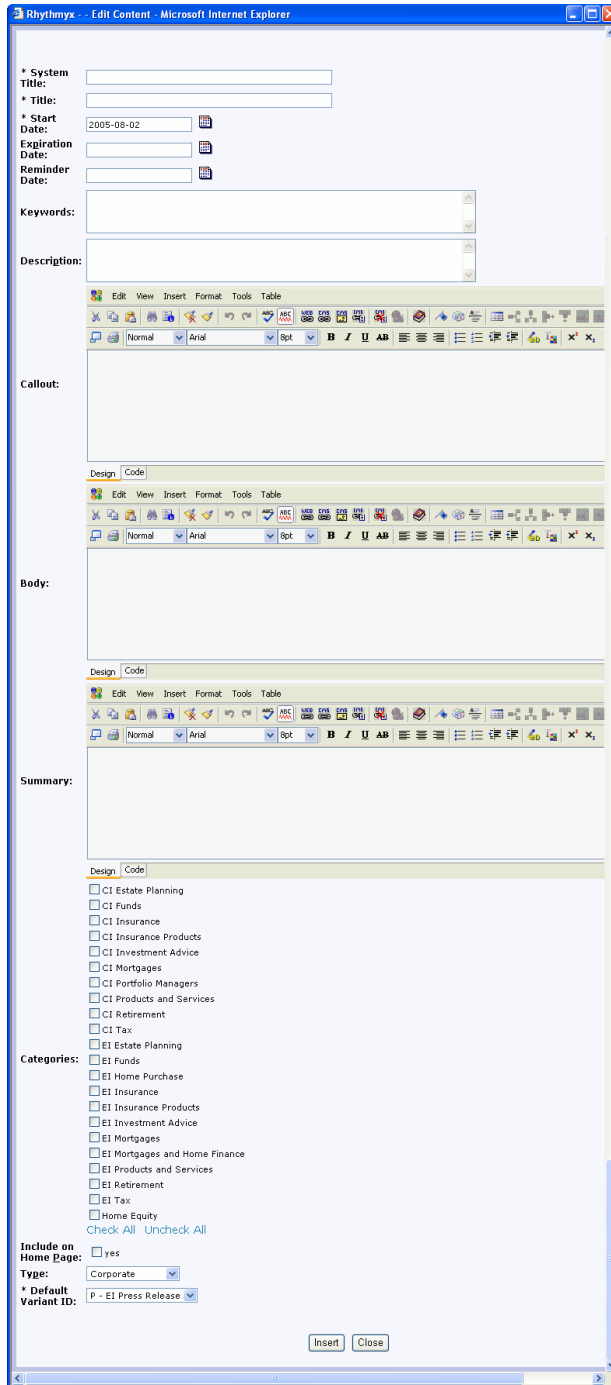 Rhythmyx - - Edit Content - Microsoft Internet Explorer
* System Title:
* Title:
* Start Date: 2005-08-02
Expiration Date:
Reminder Date:
Keywords:
Description:
Edit View Insert Format Tools Table
Normal Arial 8pt B I U AB
Callout:
Design Code
Edit View Insert Format Tools Table
Normal Arial 8pt B I U AB
Body:
Design Code
Edit View Insert Format Tools Table
Normal Arial 8pt B I U AB
Summary:
Design Code
CI Estate Planning
CI Funds
CI Insurance
CI Insurance Products
CI Investment Advice
CI Mortgages
CI Portfolio Managers
CI Products and Services
CI Retirement
CI Tax
EI Estate Planning
Categories: EI Funds
EI Home Purchase
EI Insurance
EI Insurance Products
EI Investment Advice
EI Mortgages
EI Mortgages and Home Finance
EI Products and Services
EI Retirement
EI Tax
Home Equity
Check All Uncheck All
Include on Home Page: yes
Type: Corporate
* Default Variant ID: P - EI Press Release
Insert Close